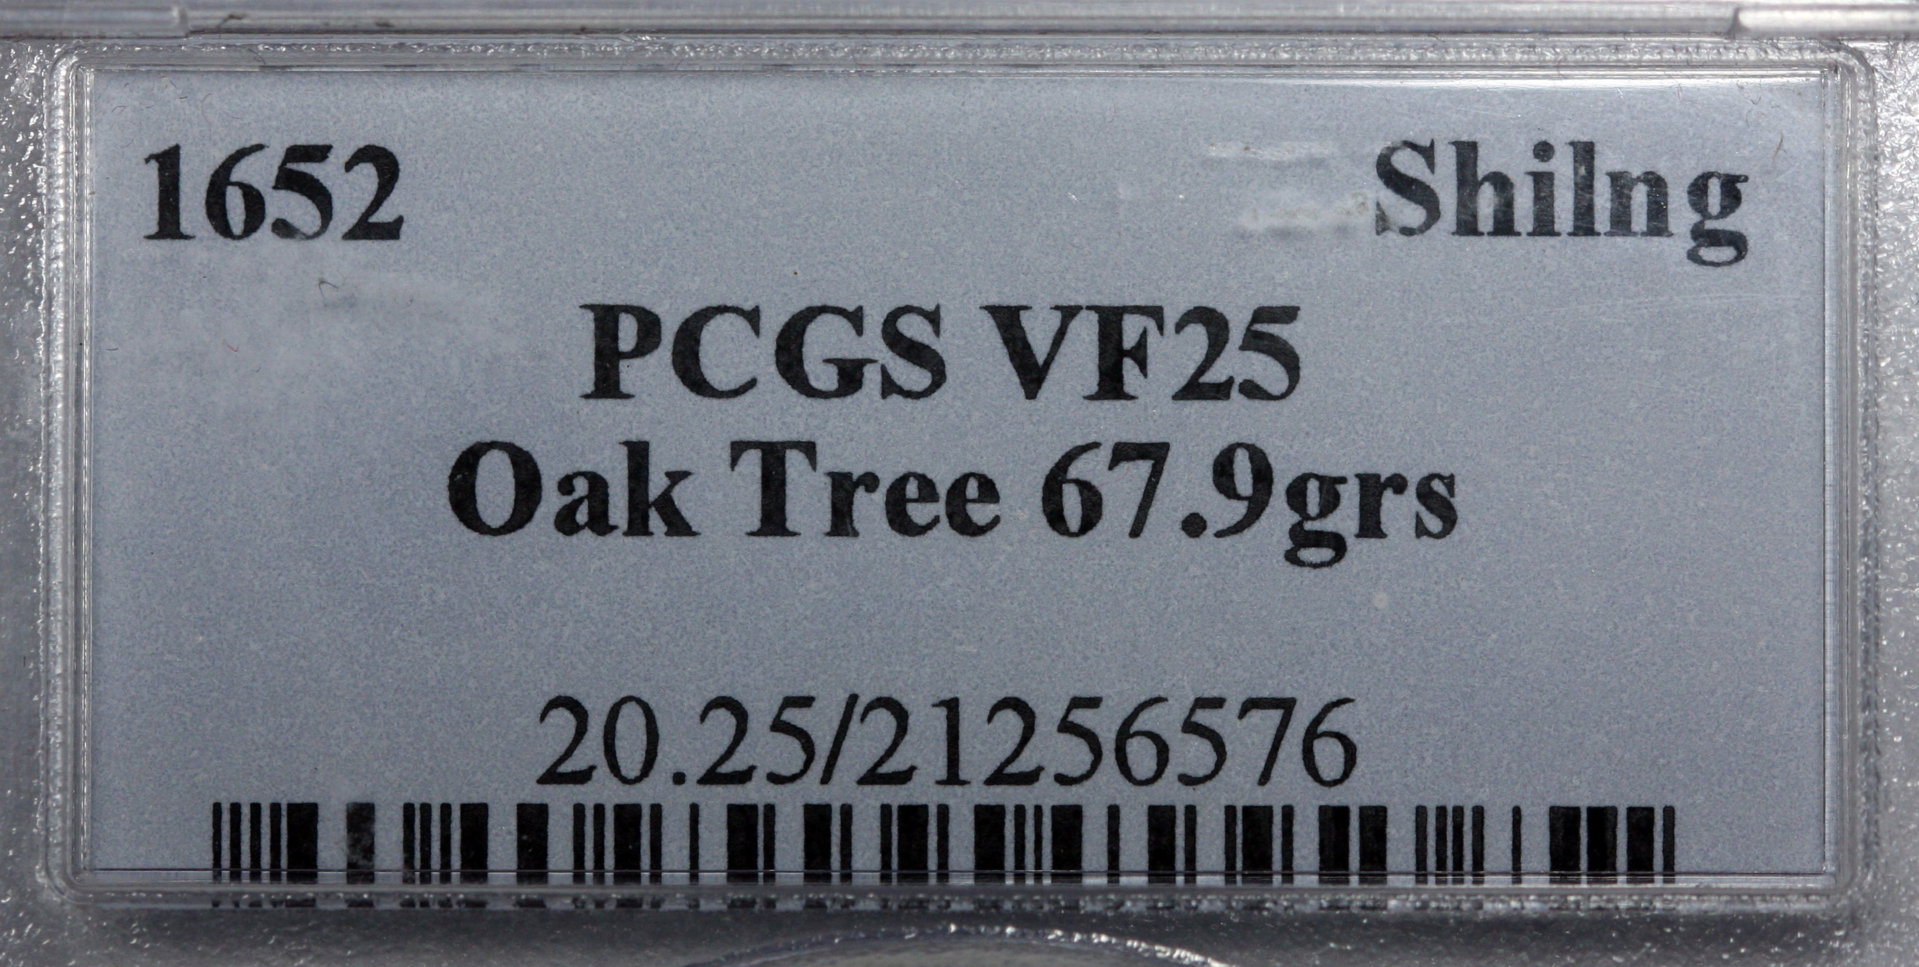 1652 Shilng
PCGS VF25
Oak Tree 67.9grs
20.25/21256576